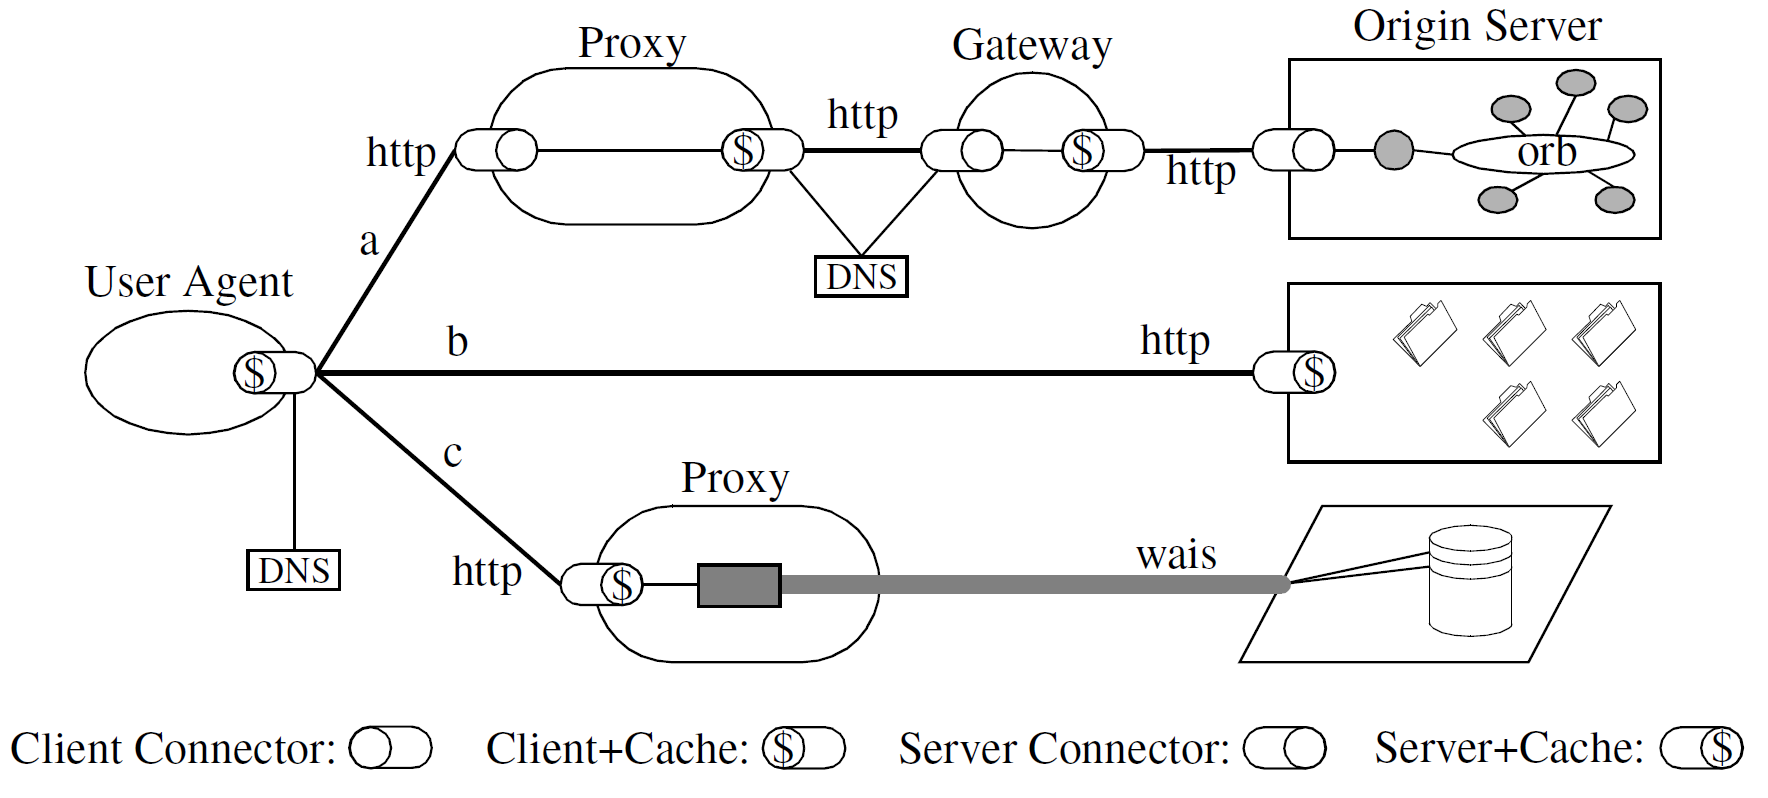 Proxy
Gateway
Origin Server
http
http
http
orb
a
DNS
User Agent
$
$
$
b
http
$
c
Proxy
DNS
http
$
wais
Client Connector:
Client+Cache: $
Server Connector:
Server+Cache: $